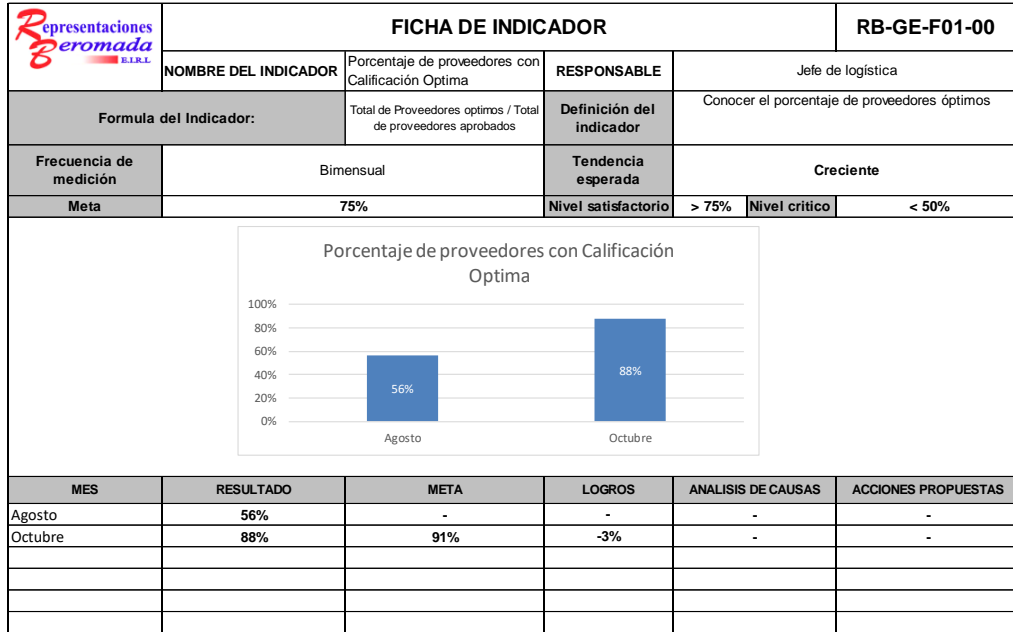 Representaciones
Beromada
E.I.R.L
FICHA DE INDICADOR
RB-GE-F01-00
NOMBRE DEL INDICADOR
Porcentaje de proveedores con
Calificación Optima
RESPONSABLE
Jefe de logística
Formula del Indicador:
Total de Proveedores optimos / Total
de proveedores aprobados
Definición del
indicador
Conocer el porcentaje de proveedores óptimos
Frecuencia de
medición
Bimensual
Tendencia
esperada
Creciente
Meta
75%
Nivel satisfactorio
> 75%
Nivel critico
< 50%
Porcentaje de proveedores con Calificación
Optima
100%
80%
60%
40%
20%
0%
56%
88%
Agosto
Octubre
MES RESULTADO META LOGROS ANALISIS DE CAUSAS ACCIONES PROPUESTAS
Agosto 56% - - - -
Octubre 88% 91% -3% - -